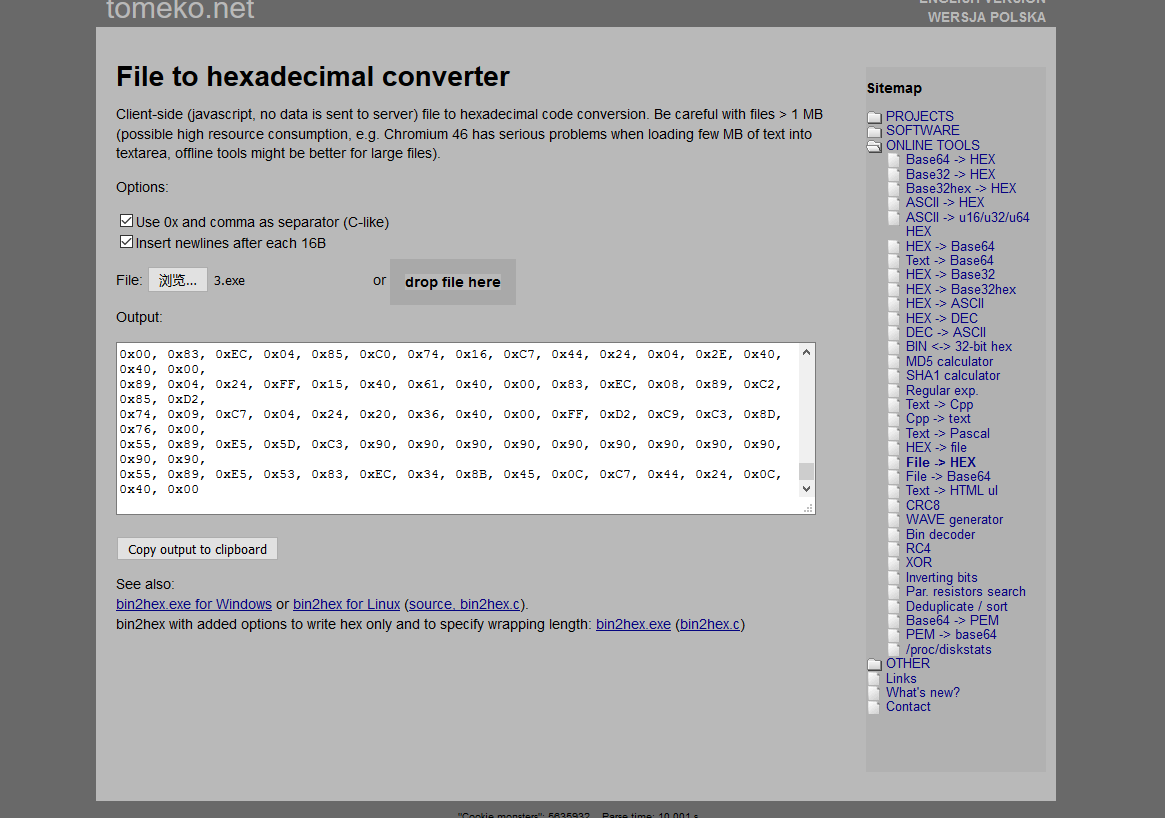 tomeko.net
ENGLISH VERSION
WERSJA POLSKA
File to hexadecimal converter
Client-side (javascript, no data is sent to server) file to hexadecimal code conversion. Be careful with files > 1 MB
(possible high resource consumption, e.g. Chromium 46 has serious problems when loading few MB of text into
textarea, offline tools might be better for large files).
Options:
Use 0x and comma as separator (C-like)
Insert newlines after each 16B
File: 浏览... 3.exe or drop file here
Output:
0x00, 0x83, 0xEC, 0x04, 0x85, 0xC0, 0x74, 0x16, 0xC7, 0x44, 0x24, 0x04, 0x2E, 0x40,
0x40, 0x00,
0x89, 0x04, 0x24, 0xFF, 0x15, 0x40, 0x61, 0x40, 0x00, 0x83, 0xEC, 0x08, 0x89, 0xC2,
0x85, 0xD2,
0x74, 0x09, 0xC7, 0x04, 0x24, 0x20, 0x36, 0x40, 0x00, 0xFF, 0xD2, 0xC9, 0xC3, 0x8D,
0x76, 0x00,
0x55, 0x89, 0xE5, 0x5D, 0xC3, 0x90, 0x90, 0x90, 0x90, 0x90, 0x90, 0x90, 0x90, 0x90,
0x90, 0x90,
0x55, 0x89, 0xE5, 0x53, 0x83, 0xEC, 0x34, 0x8B, 0x45, 0x0C, 0xC7, 0x44, 0x24, 0x0C,
0x40, 0x00
Copy output to clipboard
See also:
bin2hex.exe for Windows or bin2hex for Linux (source, bin2hex.c).
bin2hex with added options to write hex only and to specify wrapping length: bin2hex.exe (bin2hex.c)
Sitemap
PROJECTS
SOFTWARE
ONLINE TOOLS
Base64 -> HEX
Base32 -> HEX
Base32hex -> HEX
ASCII -> HEX
ASCII -> u16/u32/u64
HEX
HEX -> Base64
Text -> Base64
HEX -> Base32
HEX -> Base32hex
HEX -> ASCII
HEX -> DEC
DEC -> ASCII
BIN <-> 32-bit hex
MD5 calculator
SHA1 calculator
Regular exp.
Text -> Cpp
Cpp -> text
Text -> Pascal
HEX -> file
File -> HEX
File -> Base64
Text -> HTML ul
CRC8
WAVE generator
Bin decoder
RC4
XOR
Inverting bits
Par. resistors search
Deduplicate / sort
Base64 -> PEM
PEM -> base64
/proc/diskstats
OTHER
Links
What's new?
Contact
"Cookie monsters": 5635932 Parse time: 10.001 s